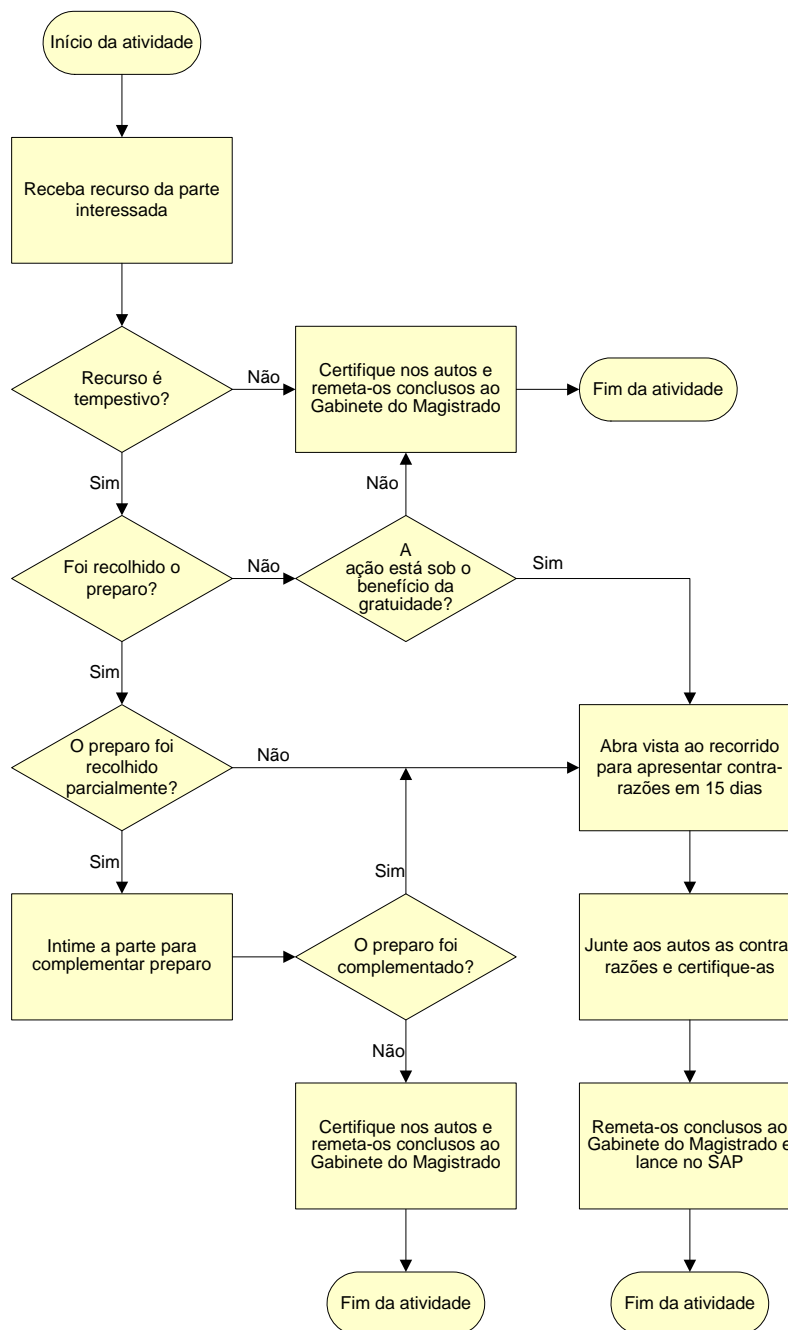 Início da atividade
Receba recurso da parte
interessada
Recurso é
tempestivo?
Não
Certifique nos autos e
remeta-os conclusos ao
Gabinete do Magistrado
Fim da atividade
Sim
Não
Foi recolhido o
preparo?
Não
A
ação está sob o
benefício da
gratuidade?
Sim
Sim
O preparo foi
recolhido
parcialmente?
Não
Abra vista ao recorrido
para apresentar contra-
razões em 15 dias
Sim
Sim
Intime a parte para
complementar preparo
O preparo foi
complementado?
Junte aos autos as contra
razões e certifique-as
Não
Certifique nos autos e
remeta-os conclusos ao
Gabinete do Magistrado
Remeta-os conclusos ao
Gabinete do Magistrado e
lance no SAP
Fim da atividade
Fim da atividade